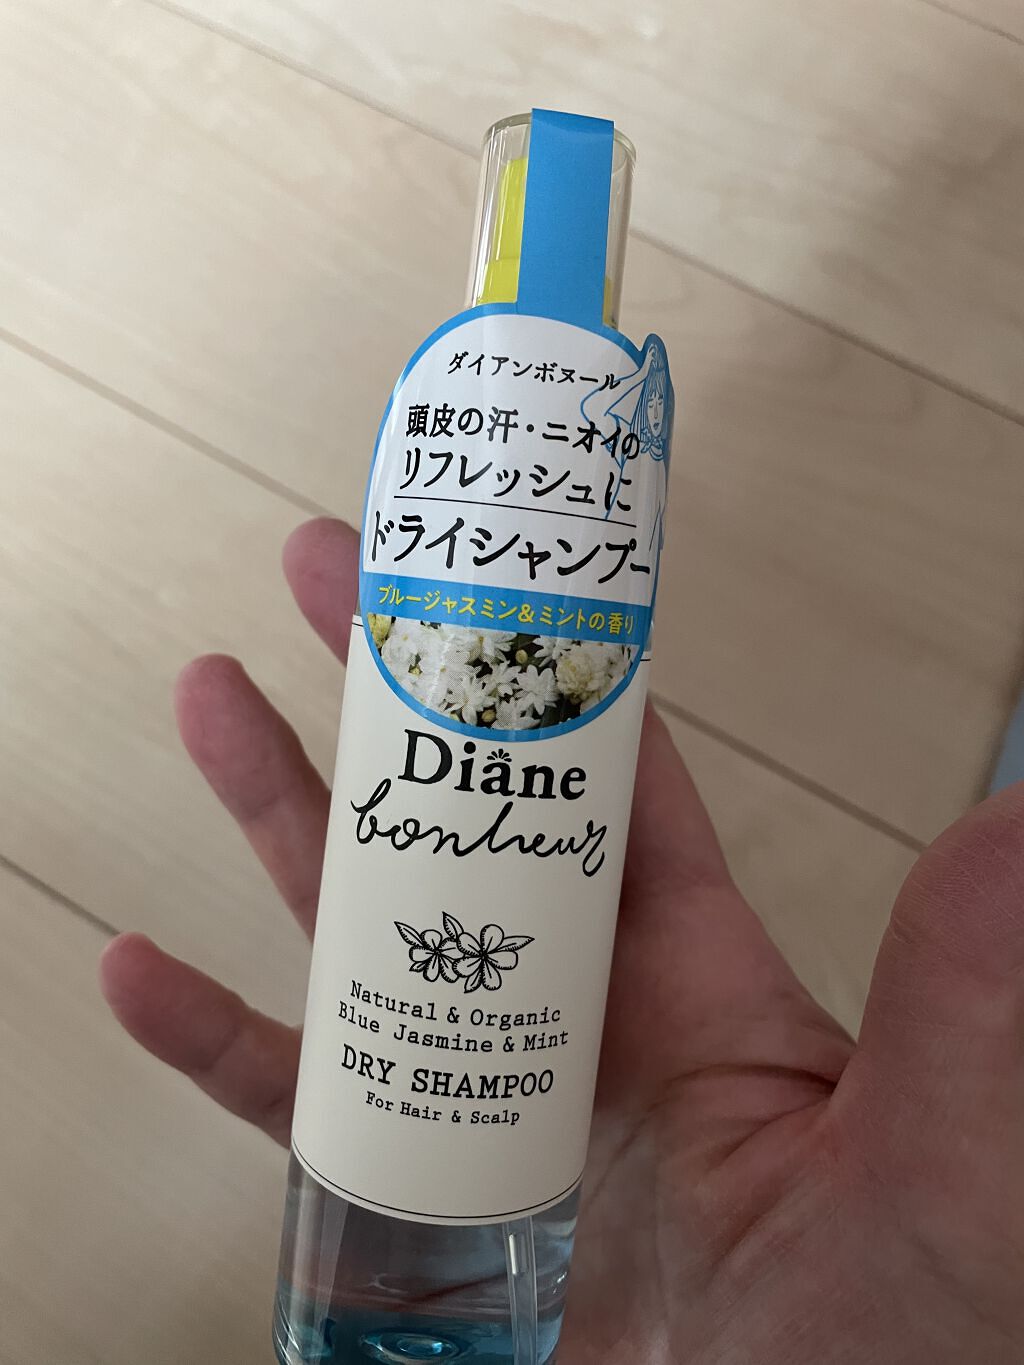 ダイアンボヌール
頭皮の汗・ニオイの
リフレッシュに
ドライシャンプー
ブルージャスミン&ミントの香り
Diane
bonheur
Natural & Organic
Blue Jasmine & Mint
DRY SHAMPOO
For Hair & Scalp